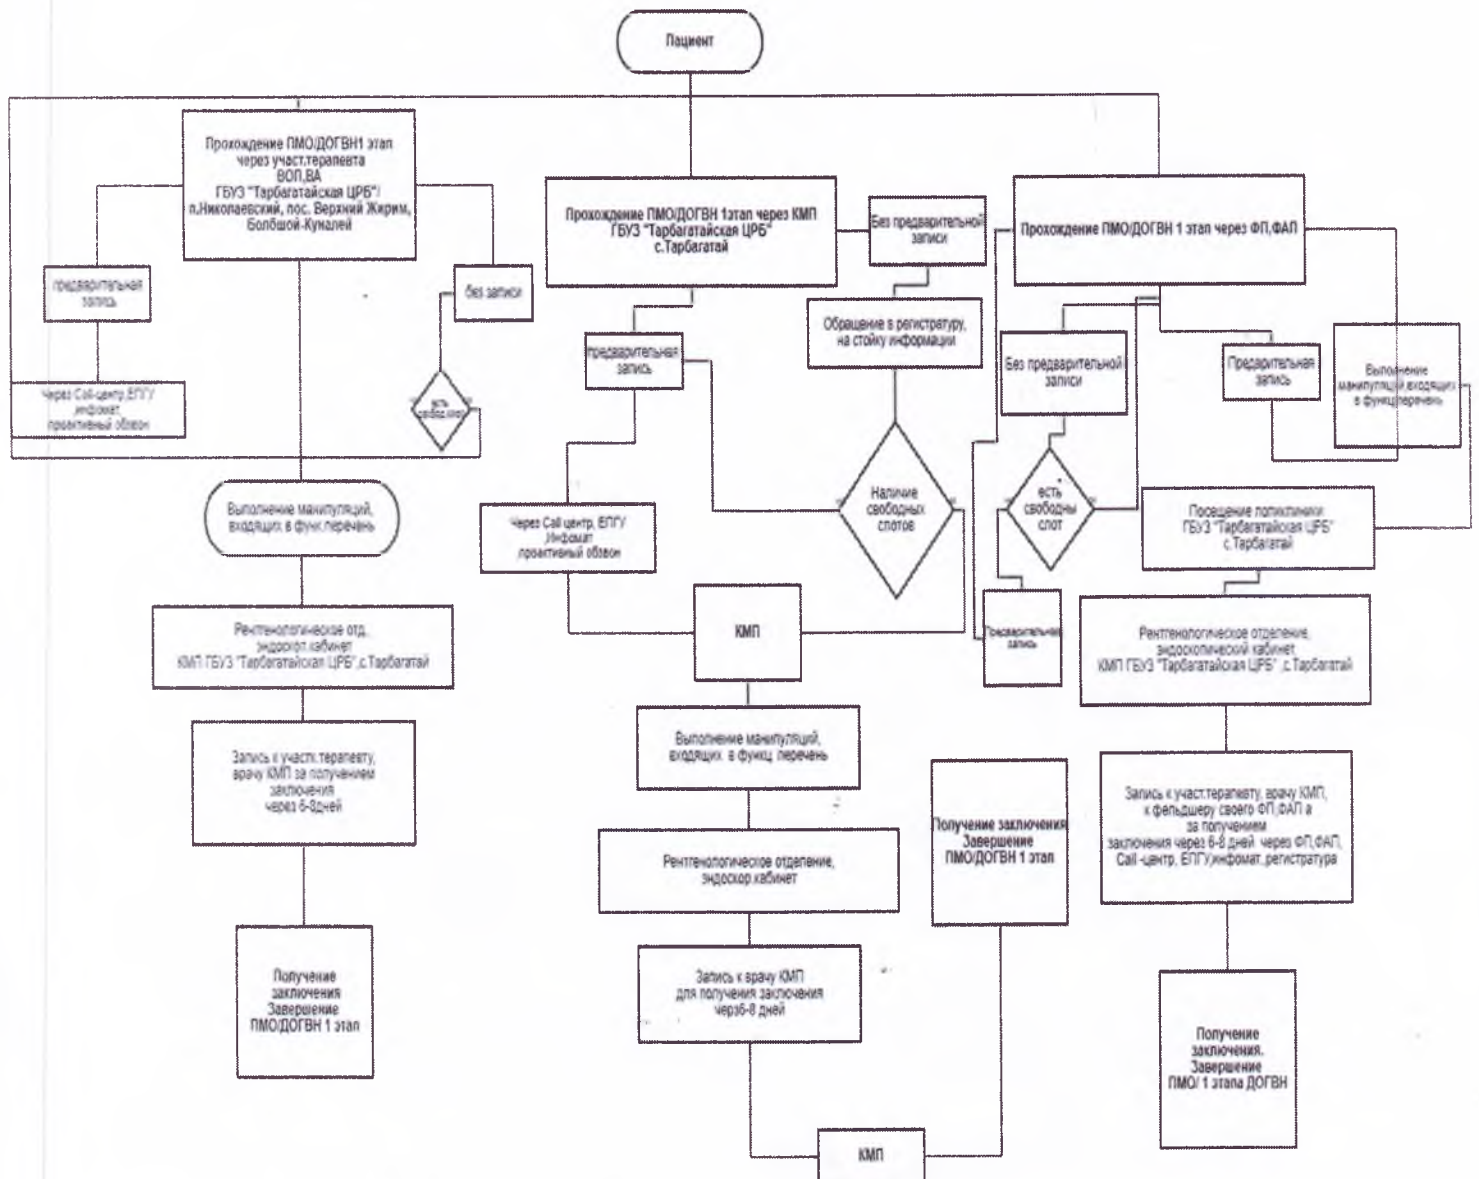 Пациент
Прохождение ПМО/ДОГВН1 этап
через участ.терапевта
ВОП,ВА
ГБУЗ "Тарбагатайская ЦРБ"/
п.Николаевский, пос. Верхний Жирим,
Болбшой-Куналей
предварительная
запись
без записи
Через Call-центр,ЕПГУ
,инфомат,
проактивный обзвон
есть
Выполнение манипуляций,
входящих в функ.перечень
Рентгенологическое отд.
эндоскоп.кабинет
КМП ГБУЗ "Тарбагатайская ЦРБ",с.Тарбагатай
Запись к участк.терапевту,
врачу КМП за получением
заключения
через 6-8дней
Получение
заключения
Завершение
ПМО/ДОГВН 1 этап
Прохождение ПМО/ДОГВН 1этап через КМП
ГБУЗ "Тарбагатайская ЦРБ"
с.Тарбагатай
Без предварительной
записи
предварительная
запись
Обращение в регистратуру,
на стойку информации
Наличие
свободных
слотов
Через Call центр, ЕПГУ
,Инфомат
,проактивный обзвон
КМП
Выполнение манипуляций,
входящих в функц. перечень
Рентгенологическое отделение,
эндоскор.кабинет
Запись к врачу КМП
для получения заключения
черз6-8 дней
КМП
Получение заключения
Завершение
ПМО/ДОГВН 1 этап
Прохождение ПМО/ДОГВН 1 этап через ФП,ФАП
Без предварительной
записи
Предарительная
запись
Выполнение
манипуляций,входящих
в функц.перечень
есть
свободны
слот
Предварительная
запись
Посещение поликлиники
ГБУЗ "Тарбагатайская ЦРБ"
с.Тарбагатай
Рентгенологическое отделение,
эндоскопический кабинет
КМП ГБУЗ "Тарбагатайская ЦРБ" ,с.Тарбагатай
Запись к участ.терапевту, врачу КМП,
к фельдшеру своего ФП,ФАП а
за получением
заключения через 6-8 дней через ФП,ФАП,
Call -центр, ЕПГУ,инфомат,регистратура
Получение
заключения.
Завершение
ПМО/ 1 этапа ДОГВН